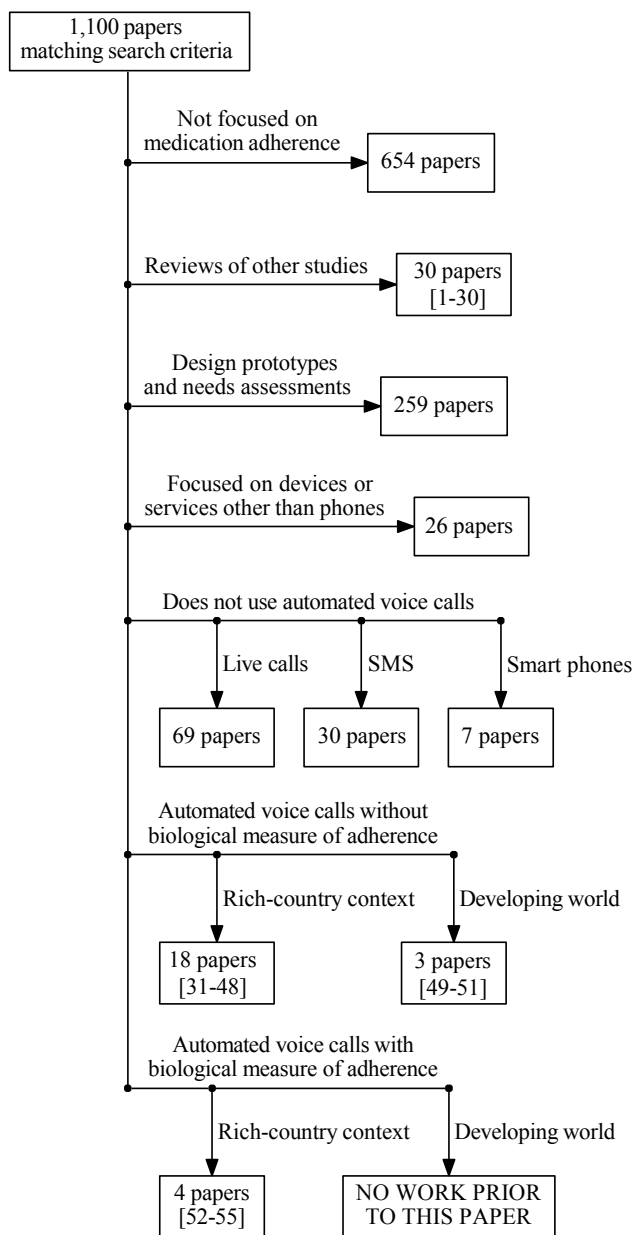 1,100 papers
matching search criteria
Not focused on
medication adherence
654 papers
Reviews of other studies
30 papers
[1-30]
Design prototypes
and needs assessments
259 papers
Focused on devices or
services other than phones
26 papers
Does not use automated voice calls
Live calls
SMS
Smart phones
69 papers
30 papers
7 papers
Automated voice calls without
biological measure of adherence
Rich-country context
Developing world
18 papers
[31-48]
3 papers
[49-51]
Automated voice calls with
biological measure of adherence
Rich-country context
Developing world
4 papers
[52-55]
NO WORK PRIOR
TO THIS PAPER